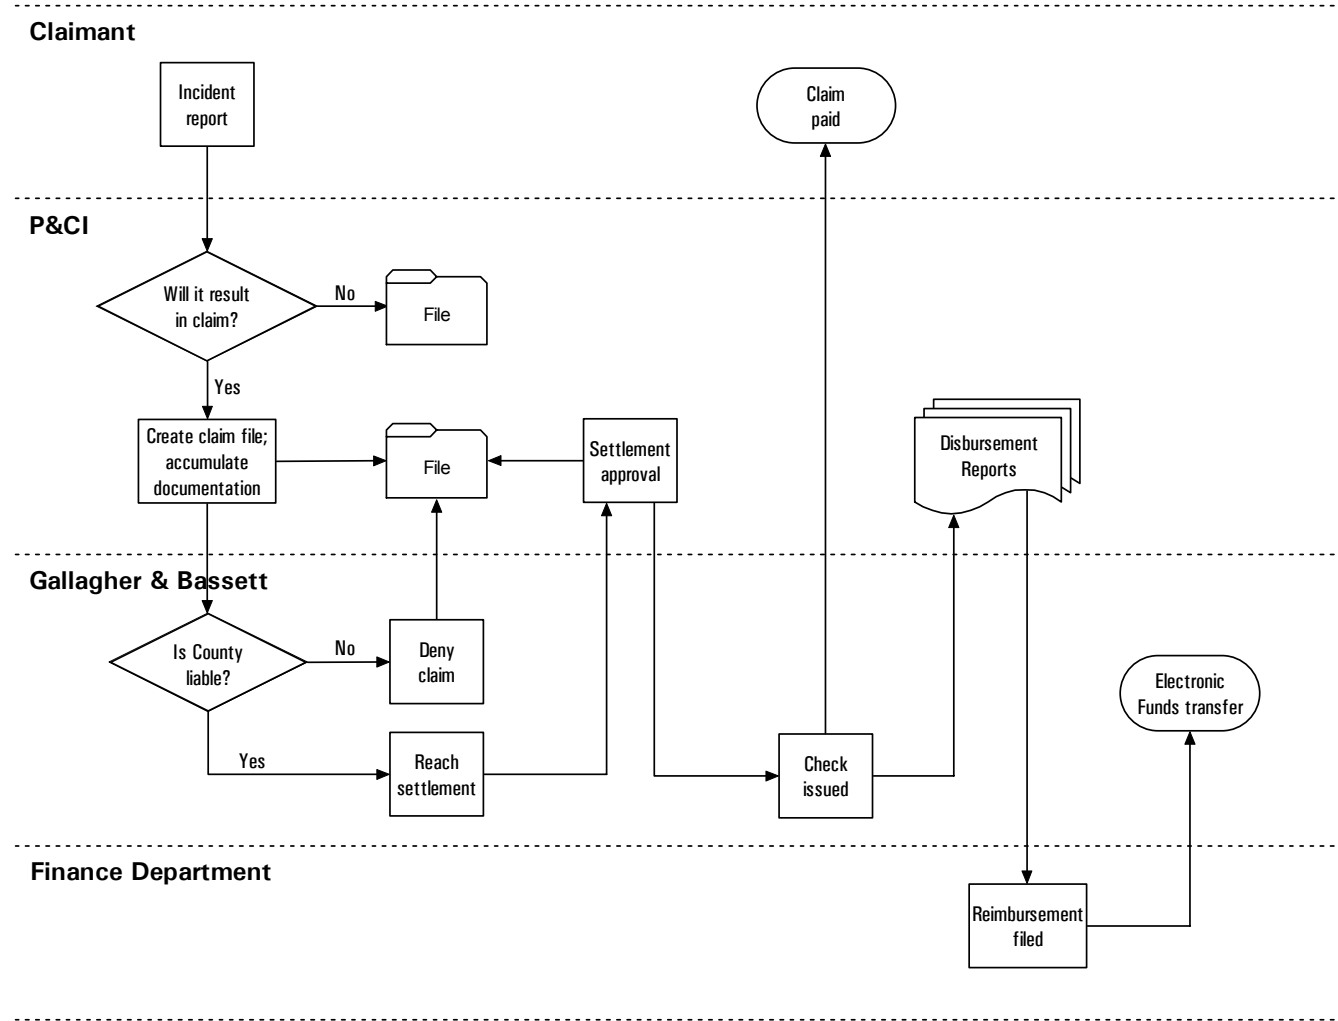 Claimant
Incident
report
Claim
paid
P&CI
Will it result
in claim?
No
File
Yes
Create claim file;
accumulate
documentation
File
Settlement
approval
Disbursement
Reports
Gallagher & Bassett
Is County
liable?
No
Deny
claim
Yes
Reach
settlement
Check
issued
Electronic
Funds transfer
Finance Department
Reimbursement
filed